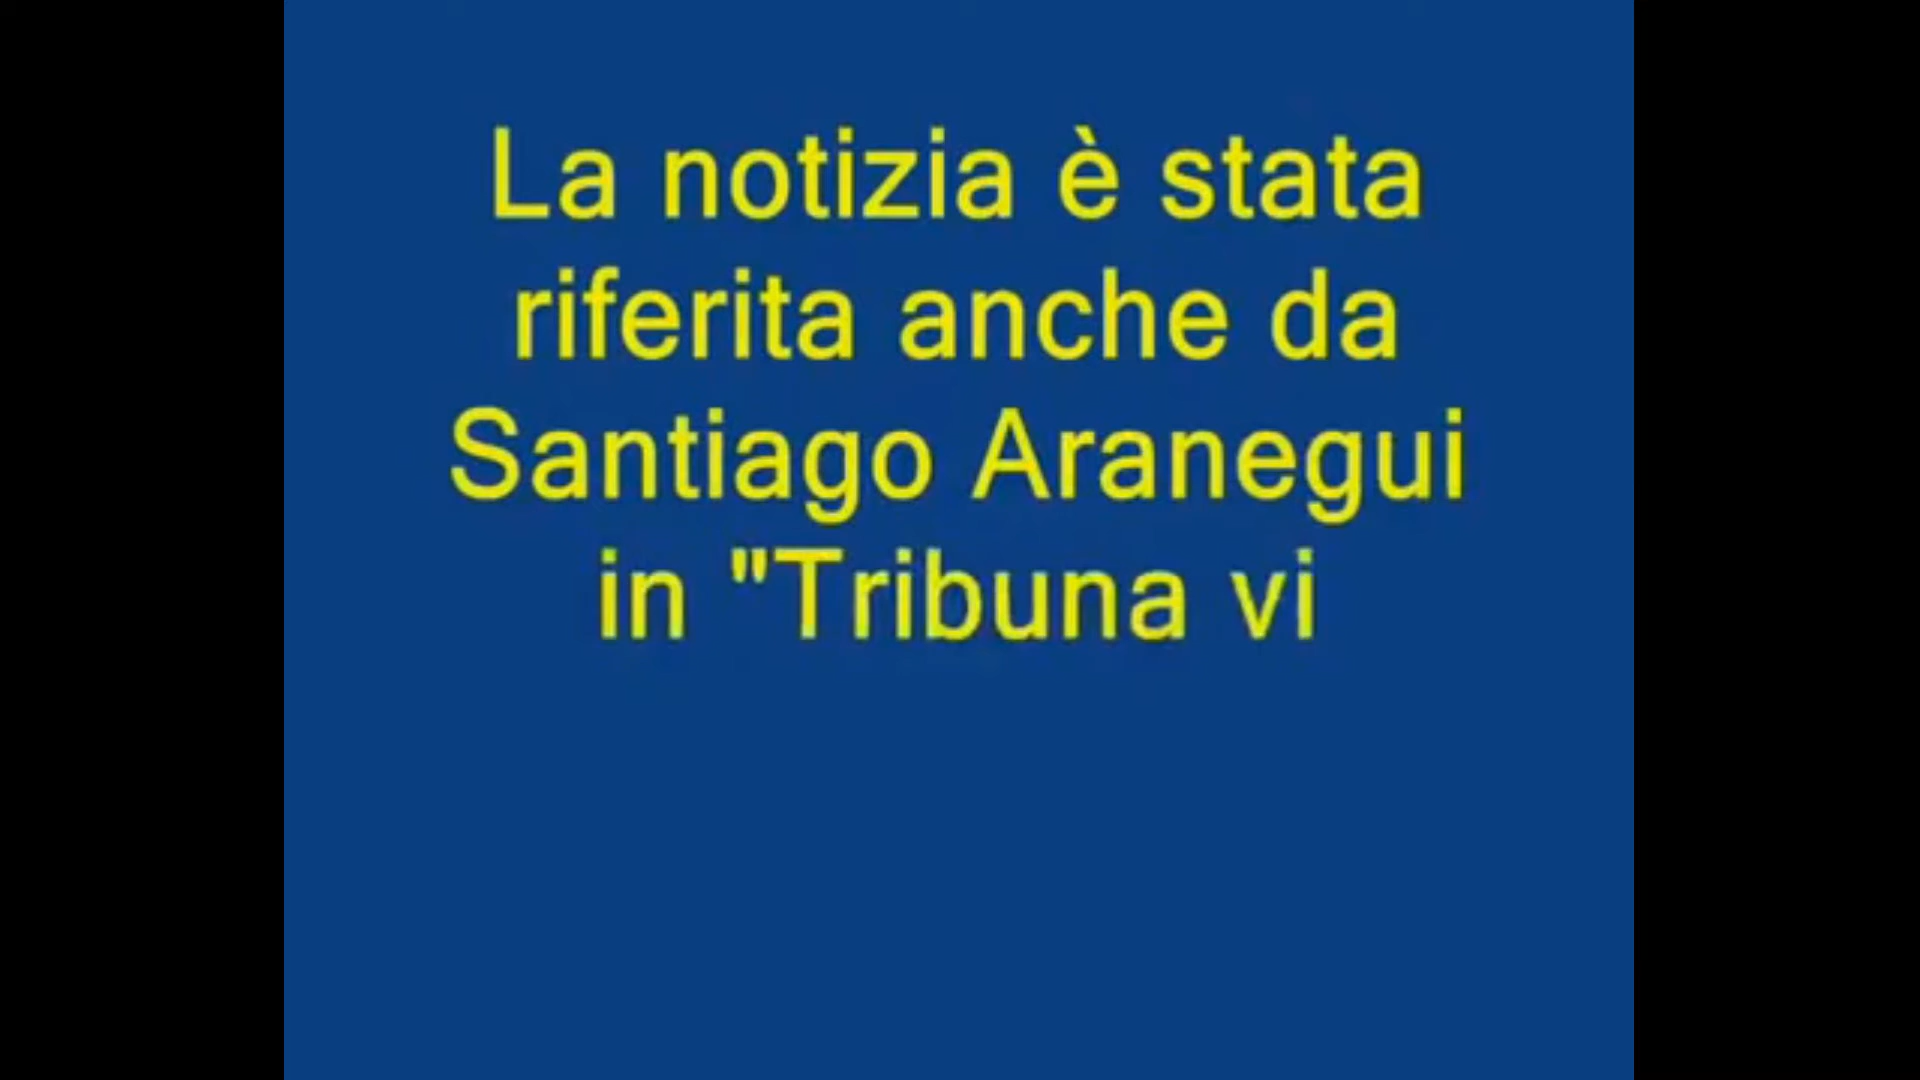 La notizia è stata
riferita anche da
Santiago Aranegui
in "Tribuna vi